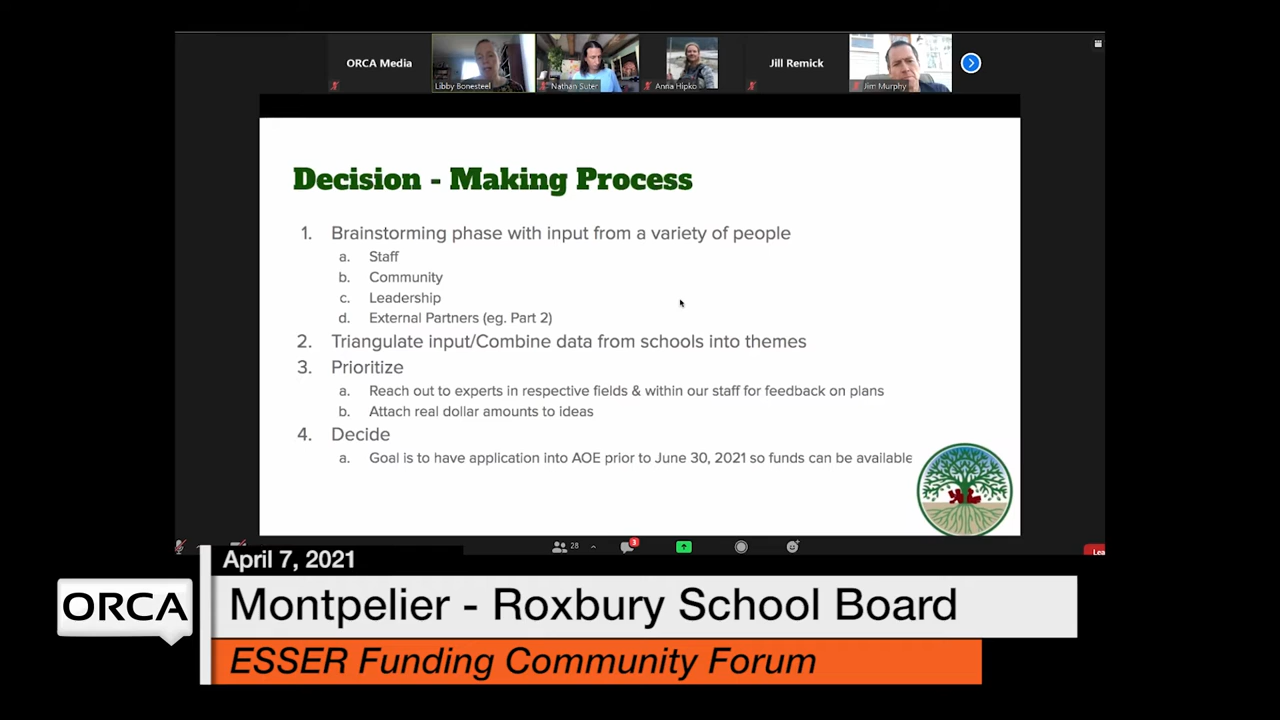 ORCA Media
Jill Remick
Libby Bonesteel
Nathan Suter
Anna Hipko
Jim Murphy
Decision - Making Process
1. Brainstorming phase with input from a variety of people
a. Staff
b. Community
c. Leadership
d. External Partners (eg. Part 2)
2. Triangulate input/Combine data from schools into themes
3. Prioritize
a. Reach out to experts in respective fields & within our staff for feedback on plans
b. Attach real dollar amounts to ideas
4. Decide
a. Goal is to have application into AOE prior to June 30, 2021 so funds can be available
28
3
Lea
April 7, 2021
ORCA
Montpelier - Roxbury School Board
ESSER Funding Community Forum